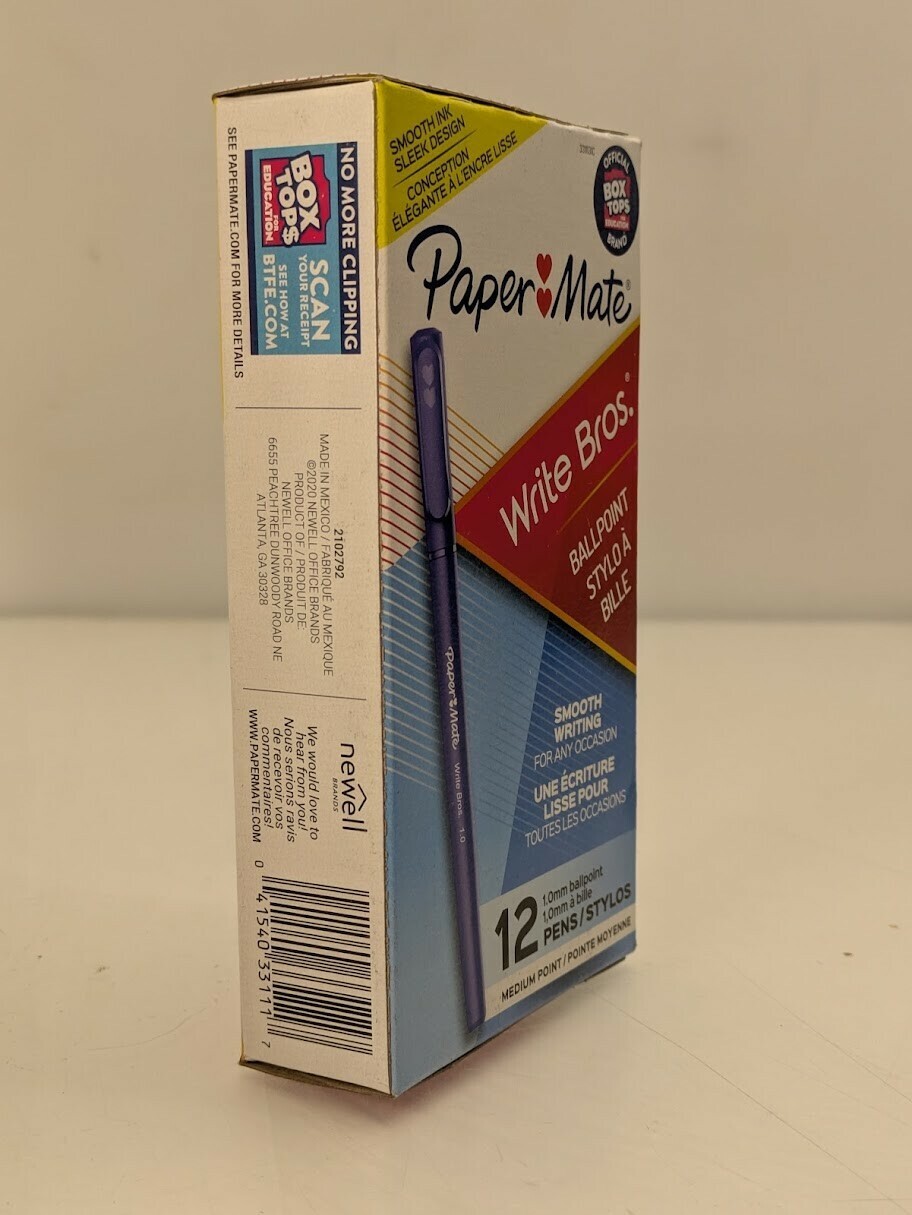 SMOOTH INK
SLEEK DESIGN
CONCEPTION
ÉLÉGANTE À L'ENCRE LISSE
OFFICIAL
BOX
TOPS
FOR
EDUCATION
BRAND
Paper Mate®
Write Bros.®
BALLPOINT
STYLO À
BILLE
Paper Mate Write Bros. 1.0
SMOOTH
WRITING
FOR ANY OCCASION
UNE ÉCRITURE
LISSE POUR
TOUTES LES OCCASIONS
12
1.0mm ballpoint
1,0mm à bille
PENS/STYLOS
MEDIUM POINT / POINTE MOYENNE
NO MORE CLIPPING
BOX
TOPS
FOR
EDUCATION
SCAN
YOUR RECEIPT
SEE HOW AT
BTFE.COM
SEE PAPERMATE.COM FOR MORE DETAILS
2102792
MADE IN MEXICO / FABRIQUÉ AU MEXIQUE
©2020 NEWELL OFFICE BRANDS
PRODUCT OF / PRODUIT DE:
NEWELL OFFICE BRANDS
6655 PEACHTREE DUNWOODY ROAD NE
ATLANTA, GA 30328
newell
BRANDS
We would love to
hear from you!
Nous serions ravis
de recevoir vos
commentaires!
WWW.PAPERMATE.COM
0 41540 33111 7